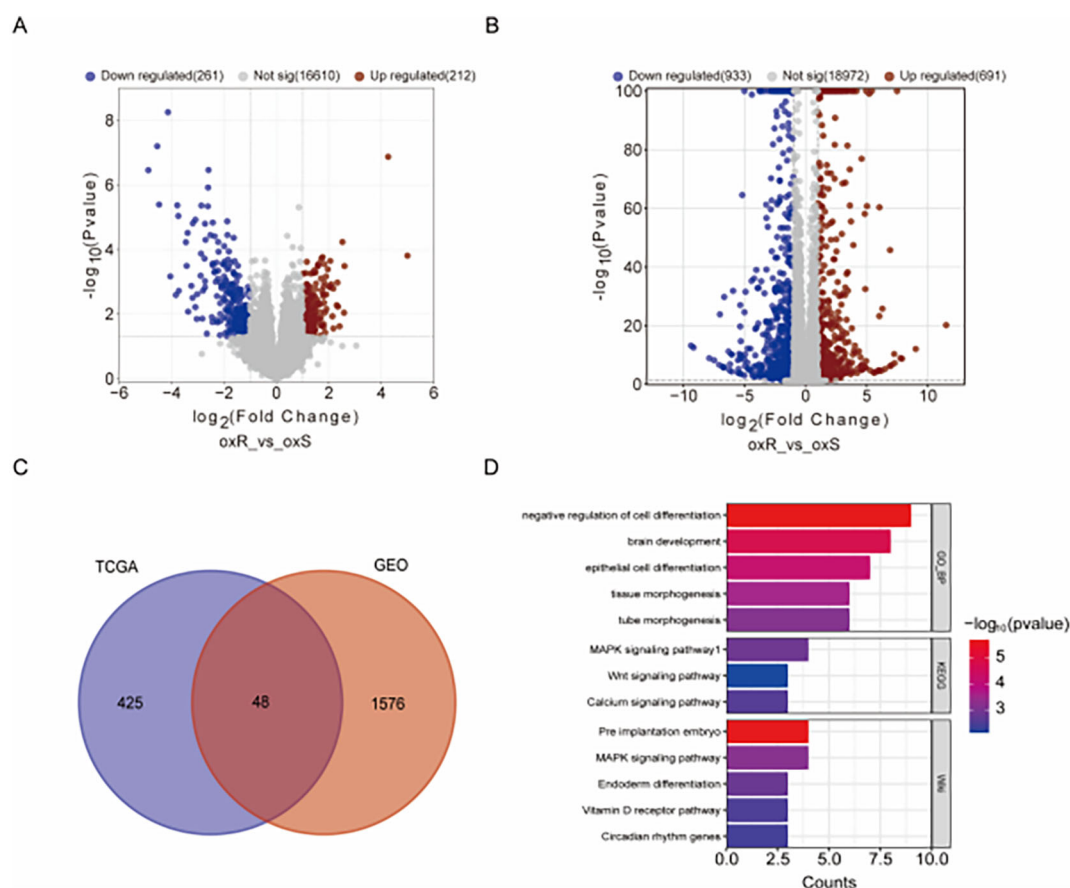 A
Down regulated(261) Not sig(16610) Up regulated(212)
8
6
4
2
0
-log10(Pvalue)
−6 −4 −2 0 2 4 6
log2(Fold Change)
oxR_vs_oxS
B
Down regulated(933) Not sig(18972) Up regulated(691)
100
80
60
40
20
0
-log10(Pvalue)
−10 −5 0 5 10
log2(Fold Change)
oxR_vs_oxS
C
TCGA GEO
425 48 1576
D
negative regulation of cell differentiation
brain development
epithelial cell differentiation
tissue morphogenesis
tube morphogenesis
GO_BP
MAPK signaling pathway1
Wnt signaling pathway
Calcium signaling pathway
KEGG
Pre implantation embryo
MAPK signaling pathway
Endoderm differentiation
Vitamin D receptor pathway
Circadian rhythm genes
Wiki
0.0 2.5 5.0 7.5 10.0
Counts
−log10(pvalue)
5
4
3